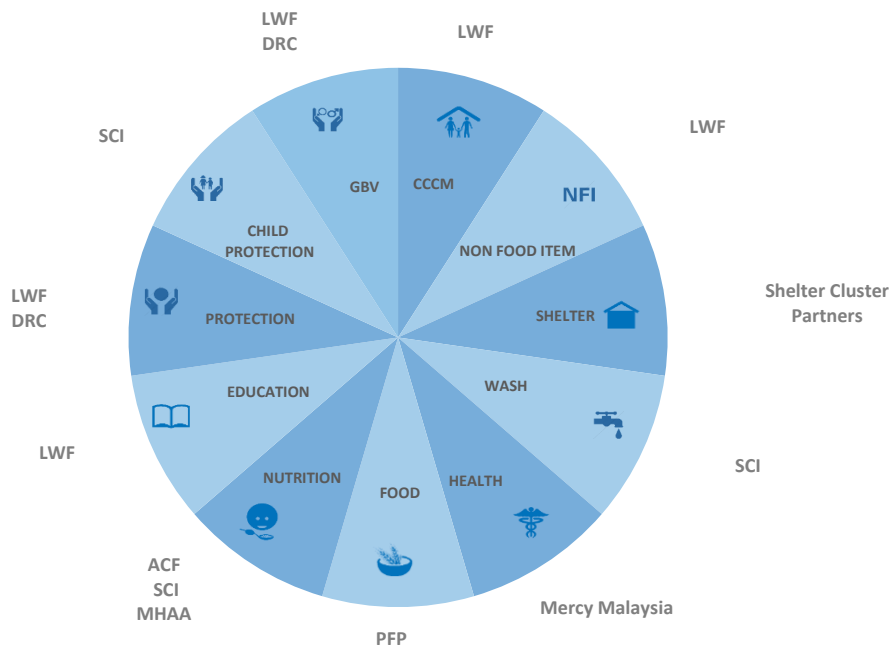 LWF
DRC
LWF
SCI
LWF
GBV
CCCM
NFI
CHILD
PROTECTION
NON FOOD ITEM
LWF
DRC
PROTECTION
SHELTER
Shelter Cluster
Partners
EDUCATION
WASH
LWF
NUTRITION
FOOD
HEALTH
SCI
ACF
SCI
MHAA
PFP
Mercy Malaysia